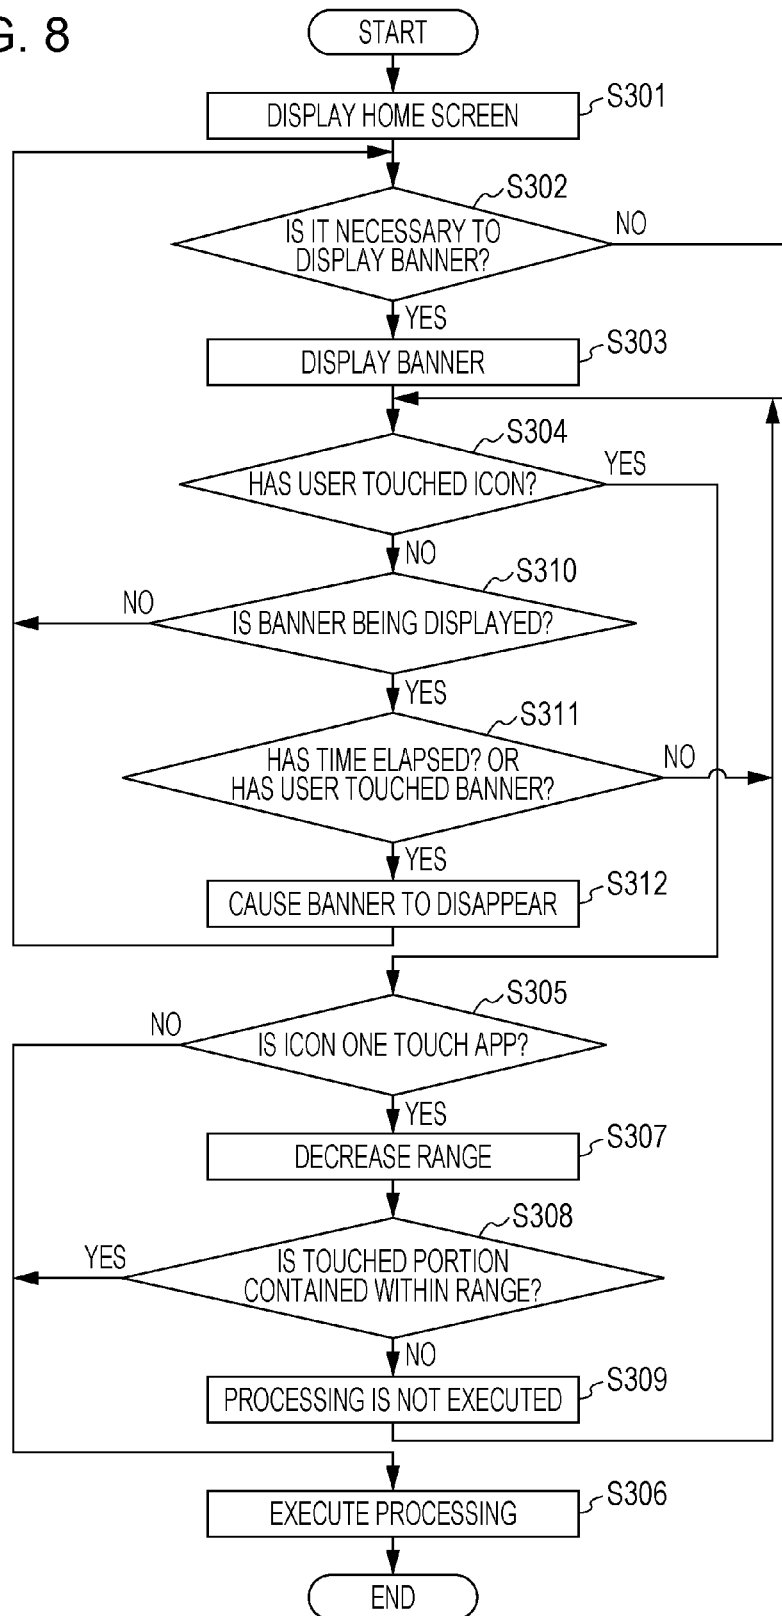 G. 8
START
DISPLAY HOME SCREEN
S301
S302
IS IT NECESSARY TO
DISPLAY BANNER?
NO
YES
DISPLAY BANNER
S303
S304
HAS USER TOUCHED ICON?
YES
NO
S310
IS BANNER BEING DISPLAYED?
NO
YES
S311
HAS TIME ELAPSED? OR
HAS USER TOUCHED BANNER?
NO
YES
CAUSE BANNER TO DISAPPEAR
S312
S305
IS ICON ONE TOUCH APP?
NO
YES
DECREASE RANGE
S307
S308
IS TOUCHED PORTION
CONTAINED WITHIN RANGE?
YES
NO
PROCESSING IS NOT EXECUTED
S309
EXECUTE PROCESSING
S306
END